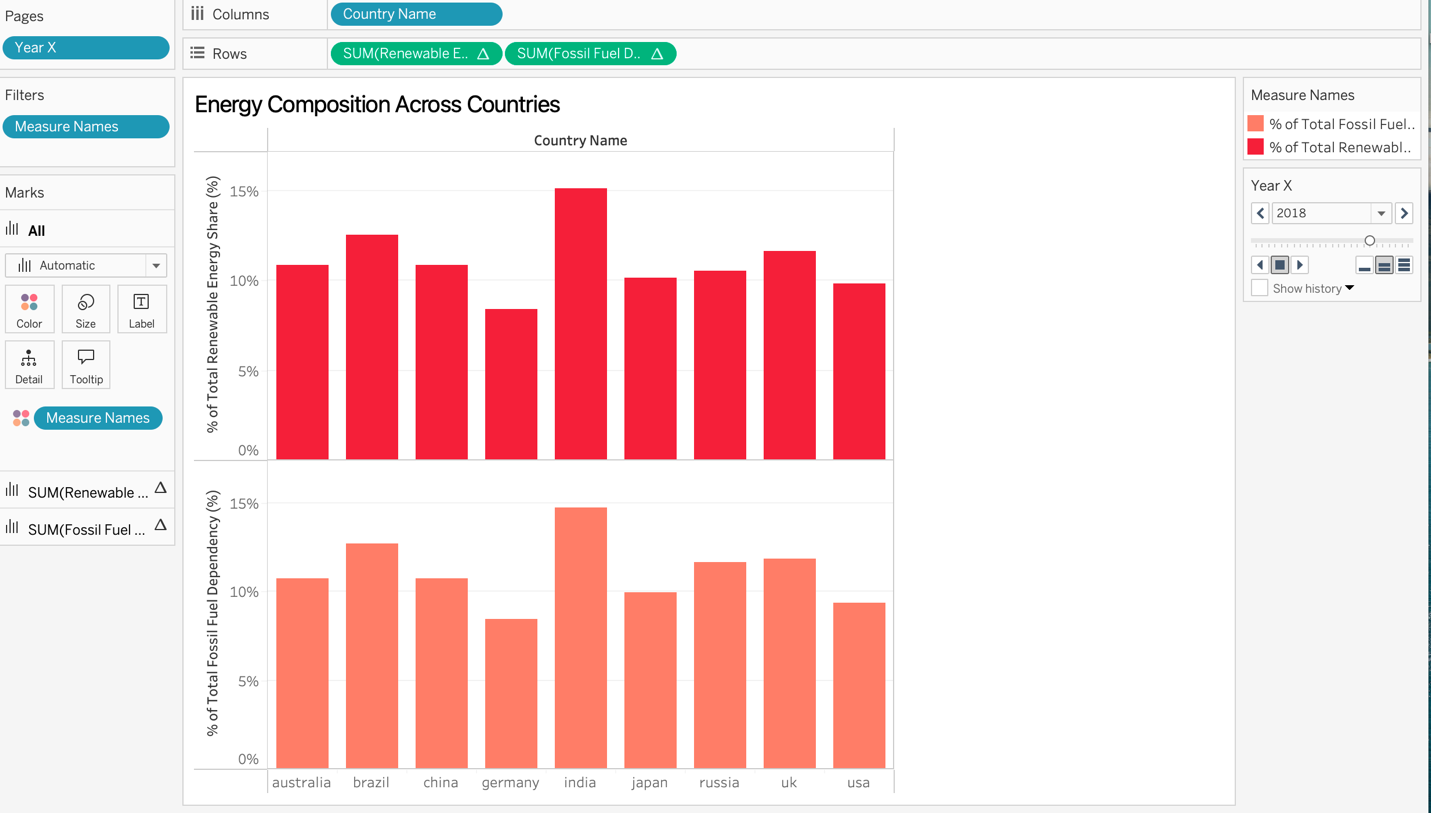 Pages
Year X
Columns
Country Name
Rows
SUM(Renewable E..
SUM(Fossil Fuel D..
Filters
Measure Names
Marks
All
Automatic
Color
Size
Label
Detail
Tooltip
Measure Names
SUM(Renewable ...
SUM(Fossil Fuel ...
Energy Composition Across Countries
Country Name
% of Total Renewable Energy Share (%)
15%
10%
5%
0%
% of Total Fossil Fuel Dependency (%)
15%
10%
5%
0%
australia
brazil
china
germany
india
japan
russia
uk
usa
Measure Names
% of Total Fossil Fuel..
% of Total Renewabl..
Year X
2018
Show history